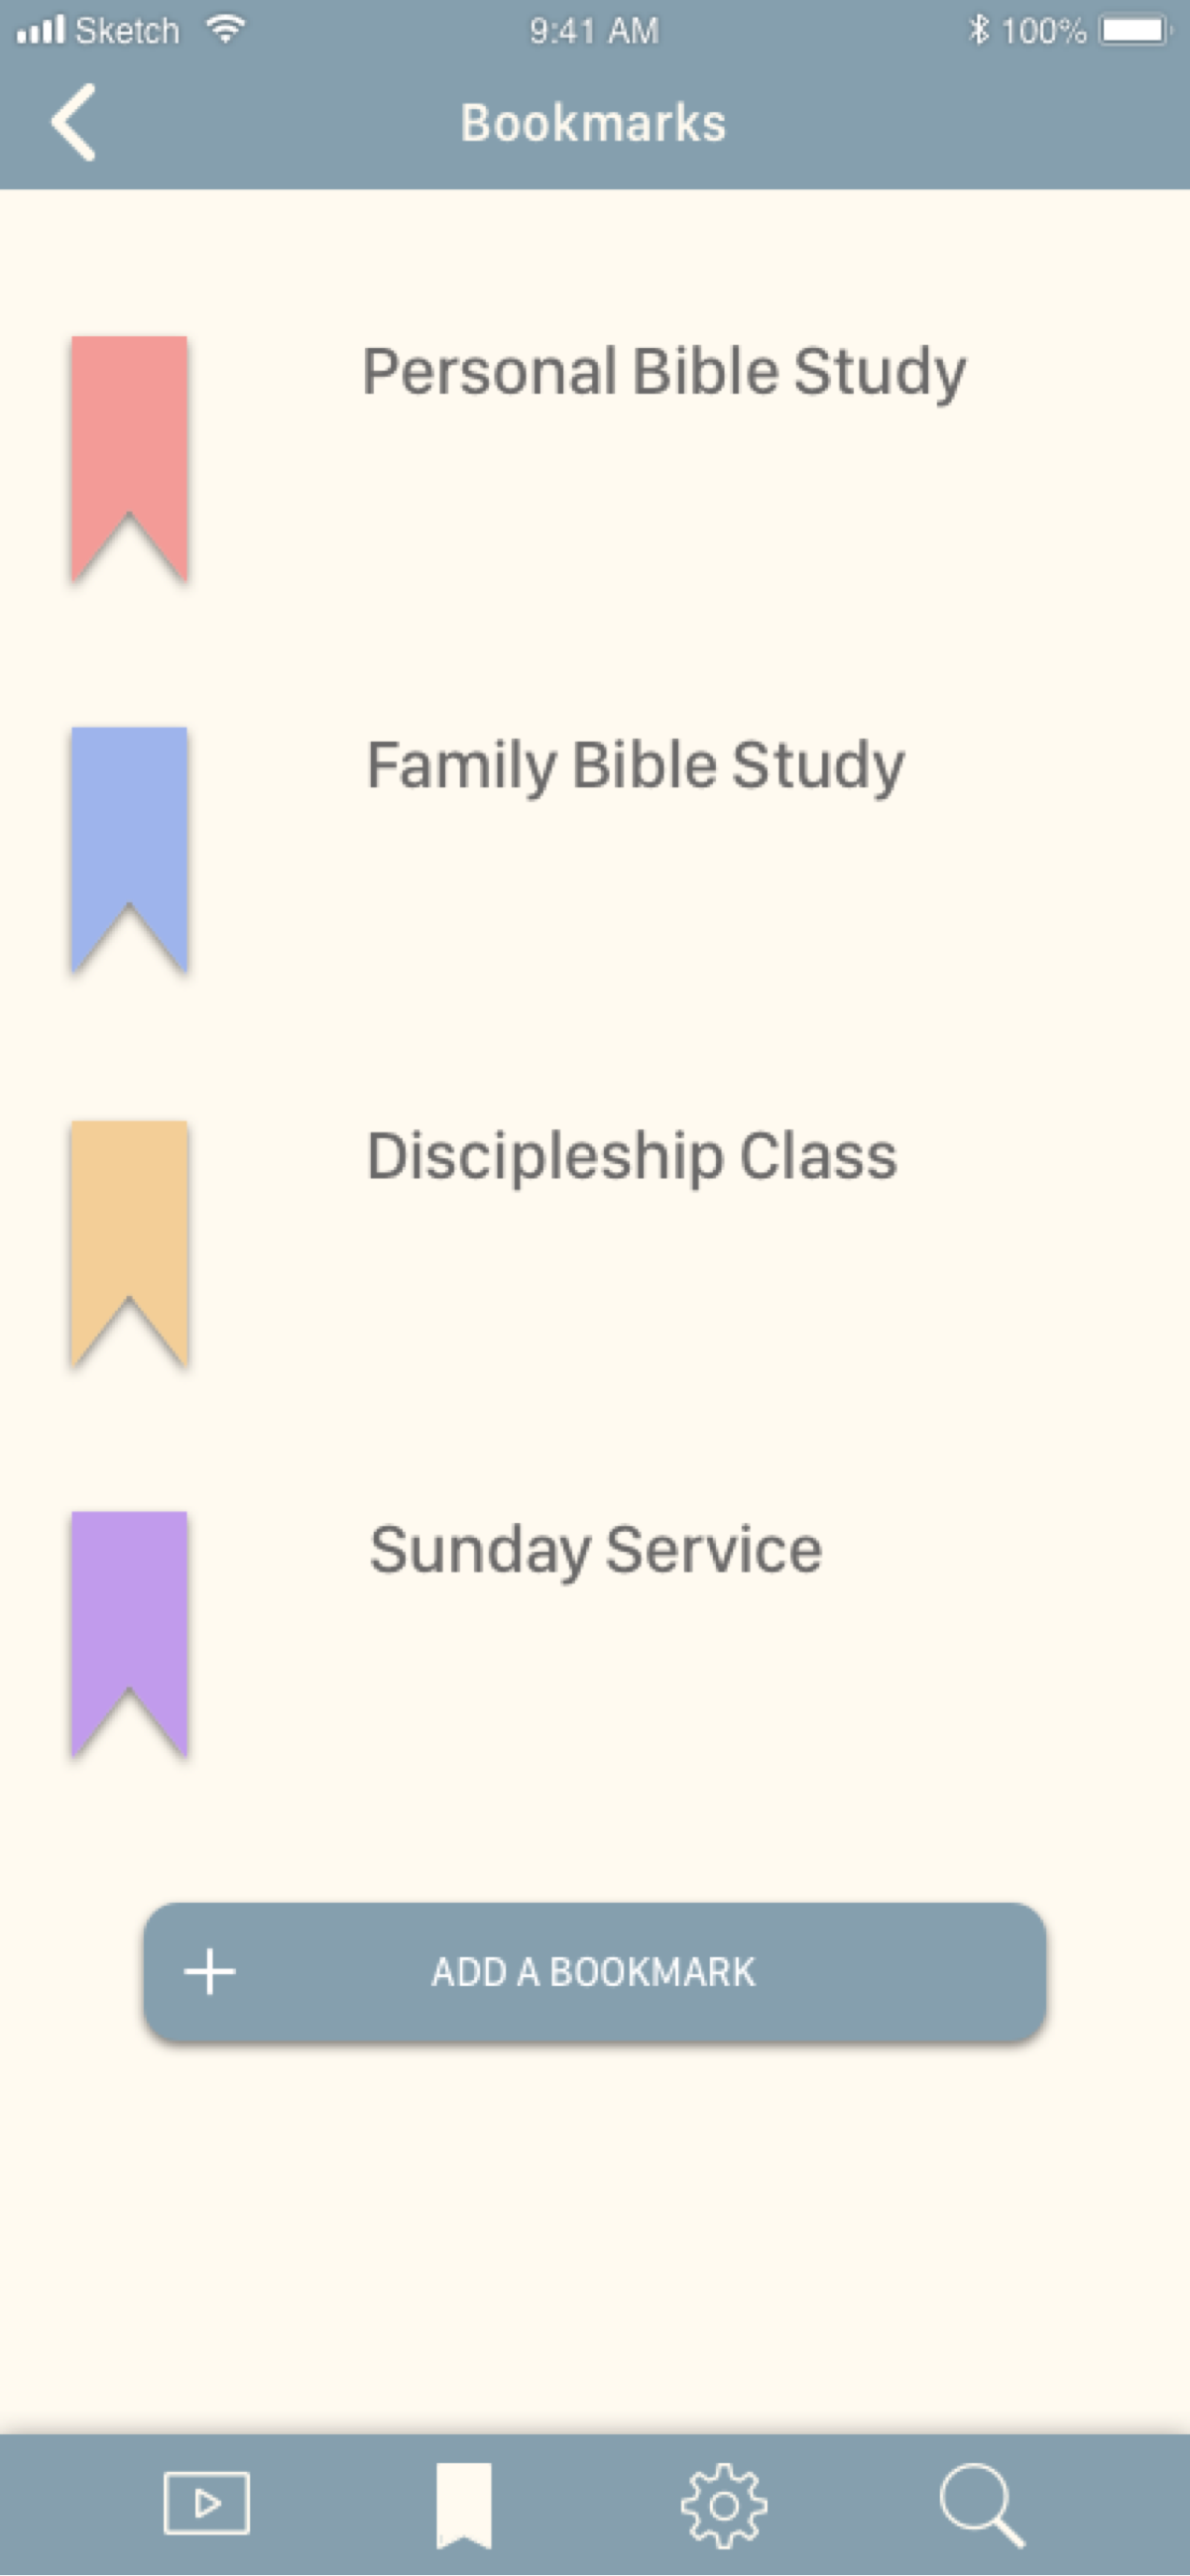 Sketch 9:41 AM 100%
Bookmarks
Personal Bible Study
Family Bible Study
Discipleship Class
Sunday Service
ADD A BOOKMARK